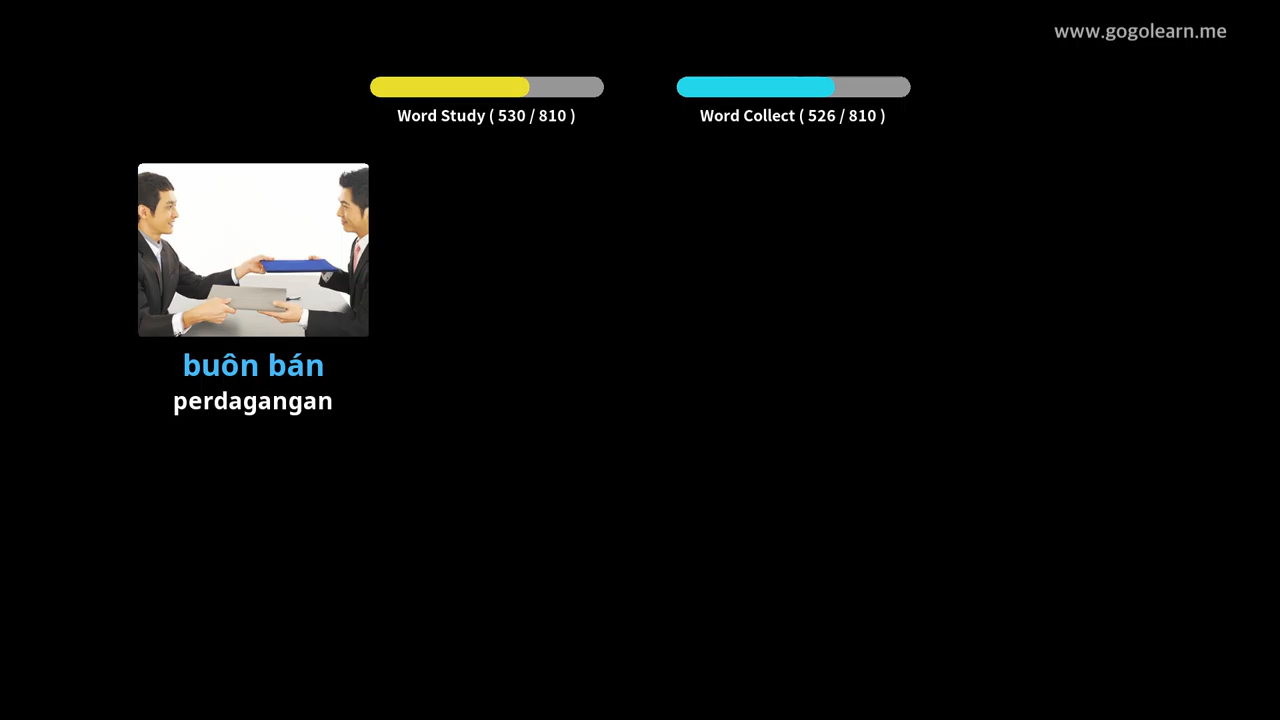 www.gogolearn.me
Word Study ( 530 / 810 )
Word Collect ( 526 / 810 )
buôn bán
perdagangan